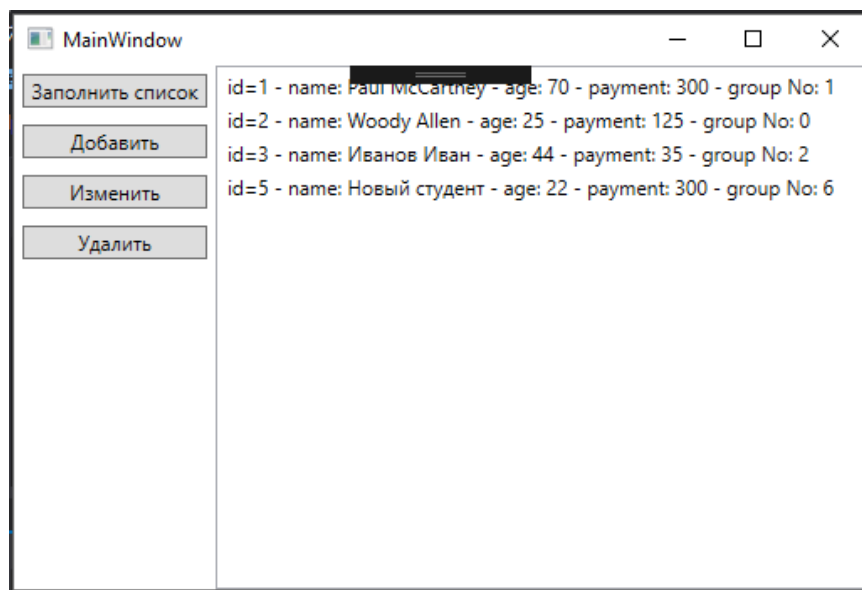 MainWindow
Заполнить список
Добавить
Изменить
Удалить
id=1 - name: Paul McCartney - age: 70 - payment: 300 - group No: 1
id=2 - name: Woody Allen - age: 25 - payment: 125 - group No: 0
id=3 - name: Иванов Иван - age: 44 - payment: 35 - group No: 2
id=5 - name: Новый студент - age: 22 - payment: 300 - group No: 6